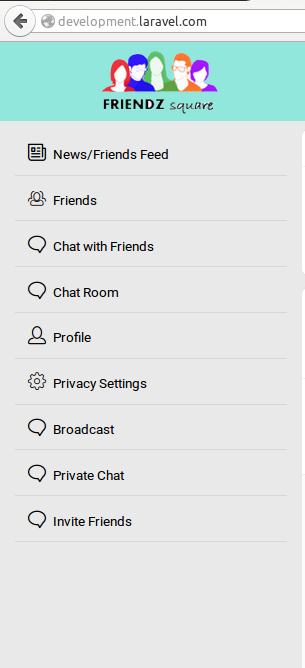 development.laravel.com
FRIENDZ square
News/Friends Feed
Friends
Chat with Friends
Chat Room
Profile
Privacy Settings
Broadcast
Private Chat
Invite Friends